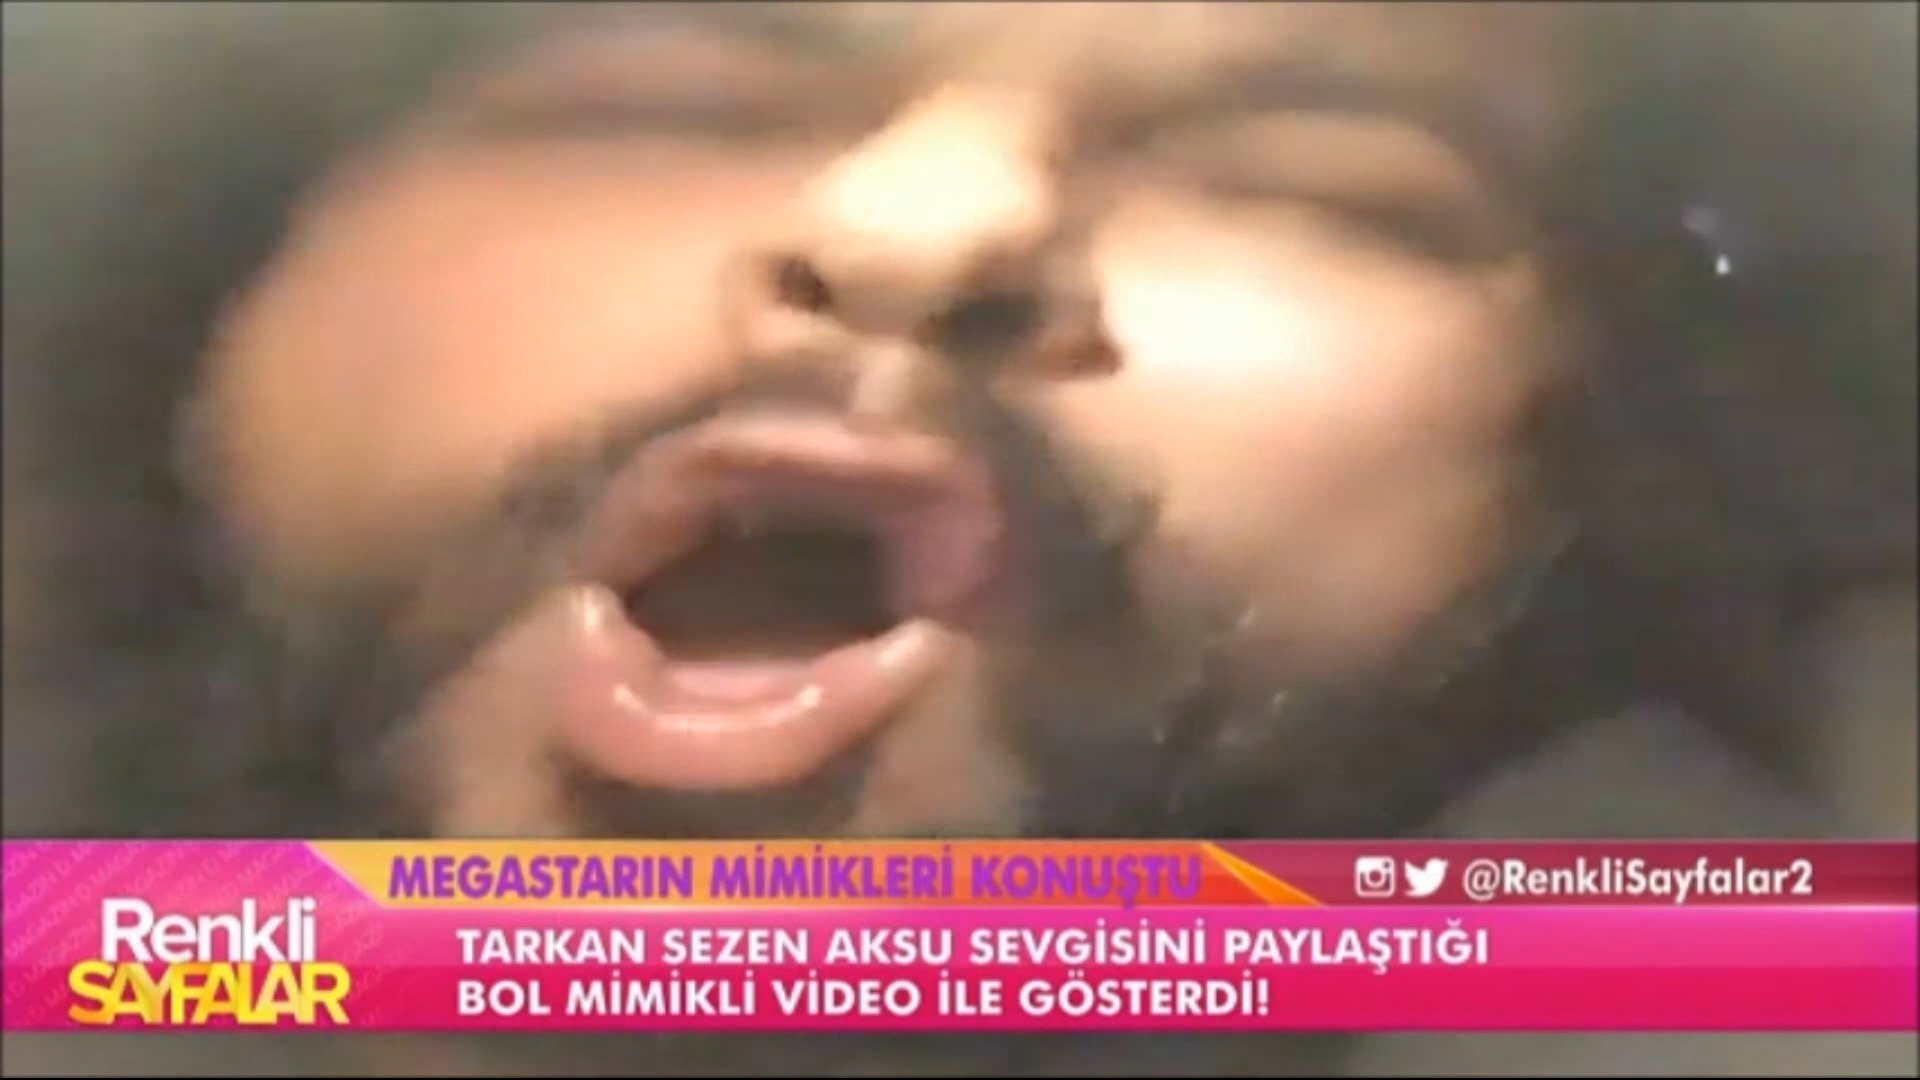 MEGASTARIN MİMİKLERİ KONUŞTU
@RenkliSayfalar2
Renkli
SAYFALAR
TARKAN SEZEN AKSU SEVGİSİNİ PAYLAŞTIĞI
BOL MİMİKLİ VİDEO İLE GÖSTERDİ!